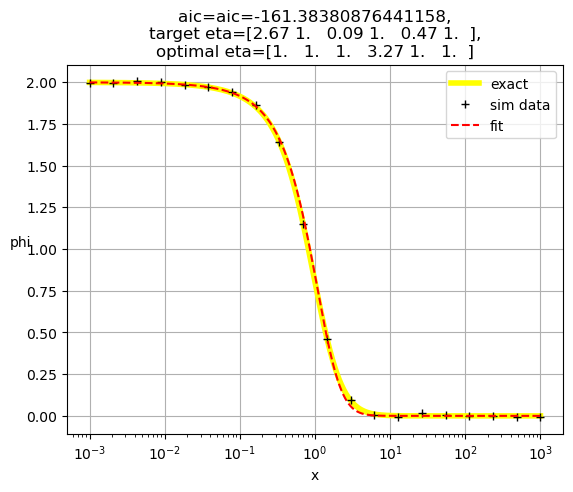 aic=aic=-161.38380876441158,
target eta=[2.67 1.   0.09 1.   0.47 1.  ],
optimal eta=[1.   1.   1.   3.27 1.   1.  ]
2.00
1.75
1.50
1.25
1.00
0.75
0.50
0.25
0.00
phi
exact
sim data
fit
10⁻³
10⁻²
10⁻¹
10⁰
10¹
10²
10³
x